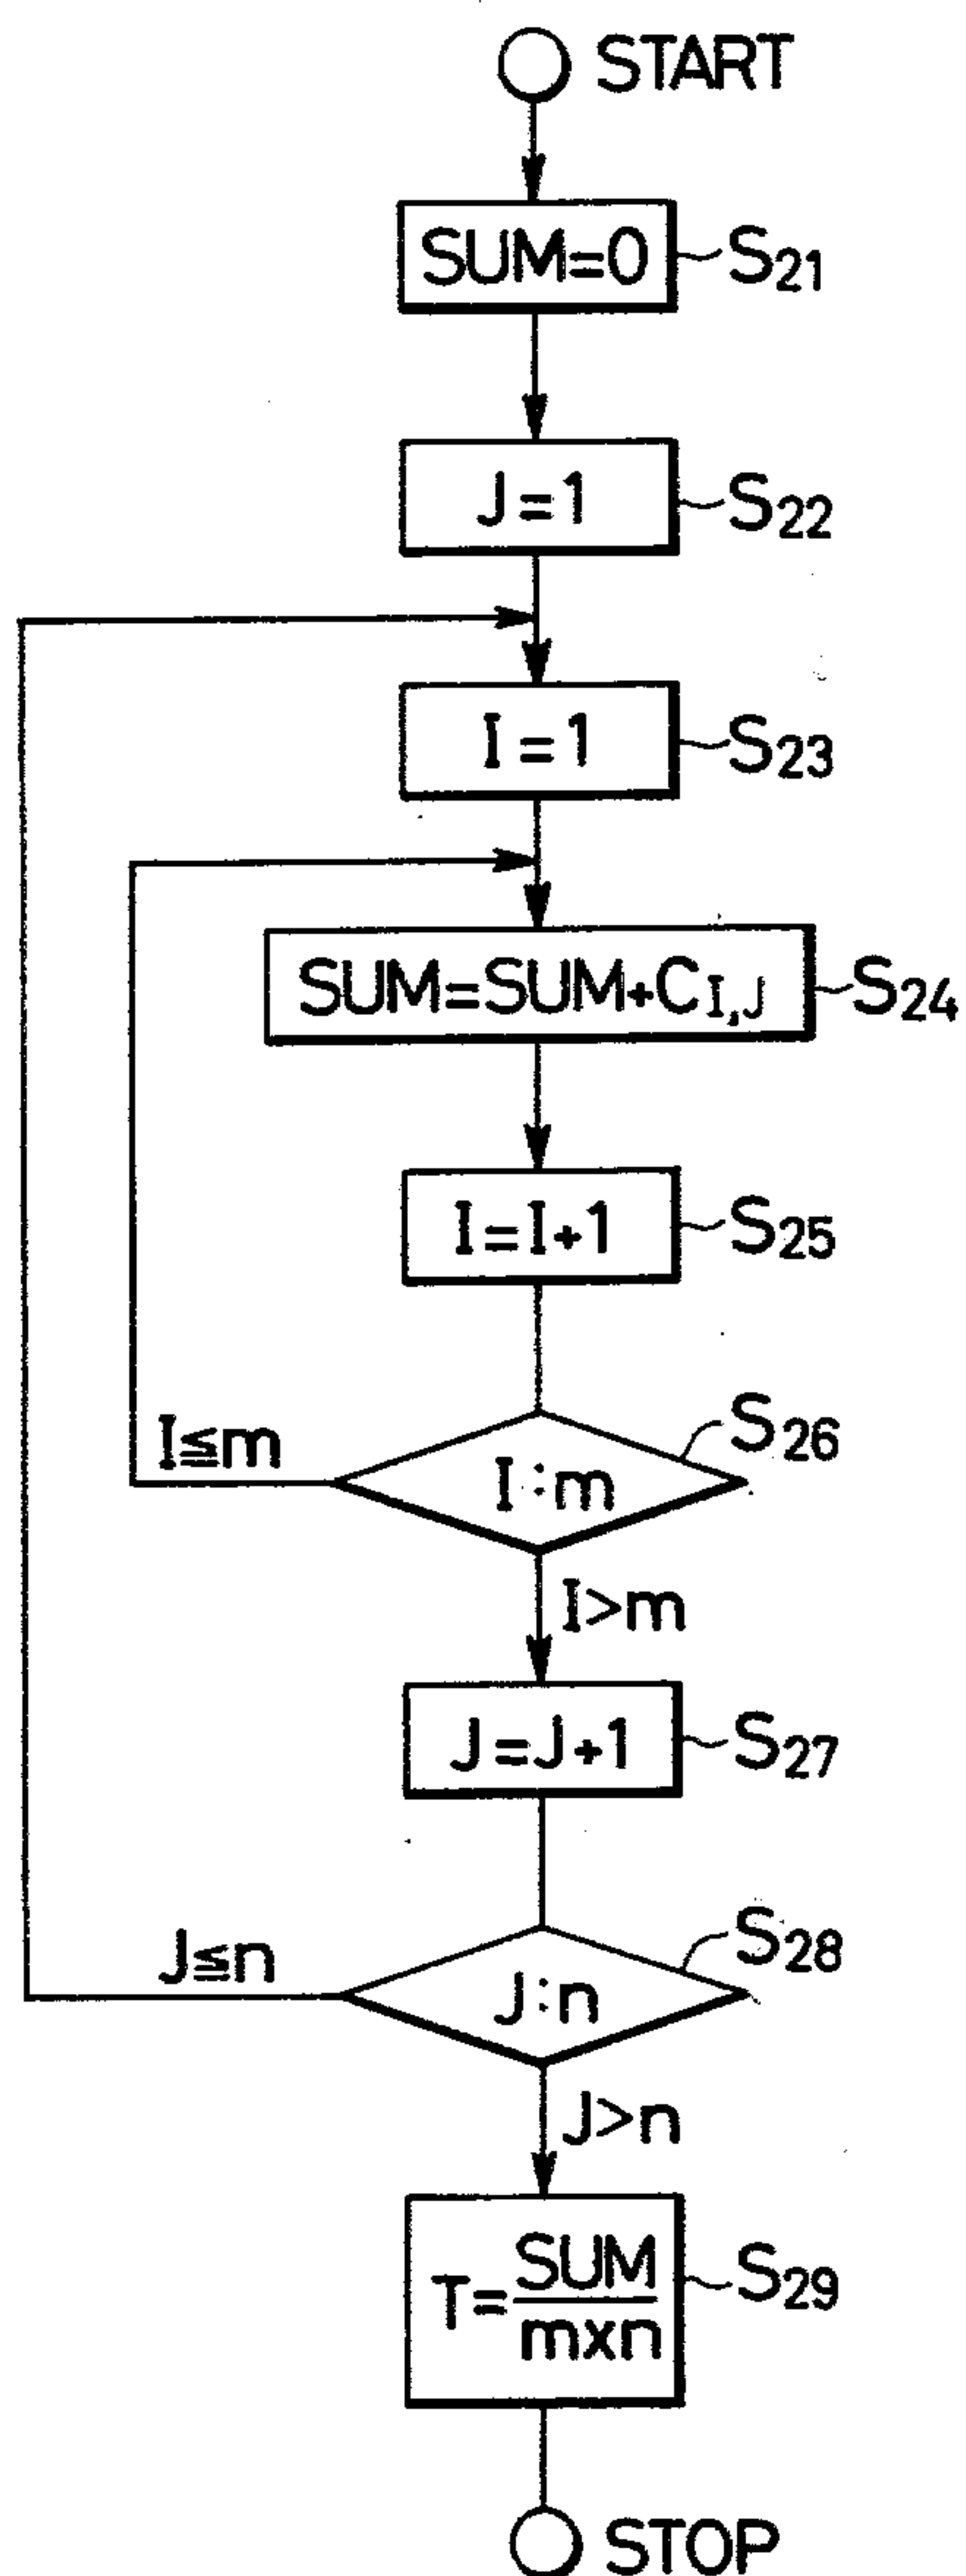 START
SUM=0 S21
J=1 S22
I=1 S23
SUM=SUM+CI,J S24
I=I+1 S25
I≦m I:m S26
I>m
J=J+1 S27
J≦n J:n S28
J>n
T=SUM/mxn S29
STOP